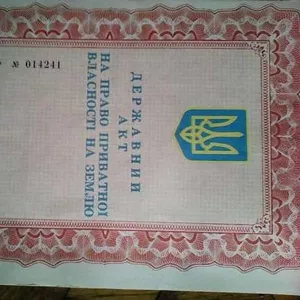 № 014241
ДЕРЖАВНИЙ
АКТ
НА ПРАВО ПРИВАТНОЇ
ВЛАСНОСТІ НА ЗЕМЛЮ